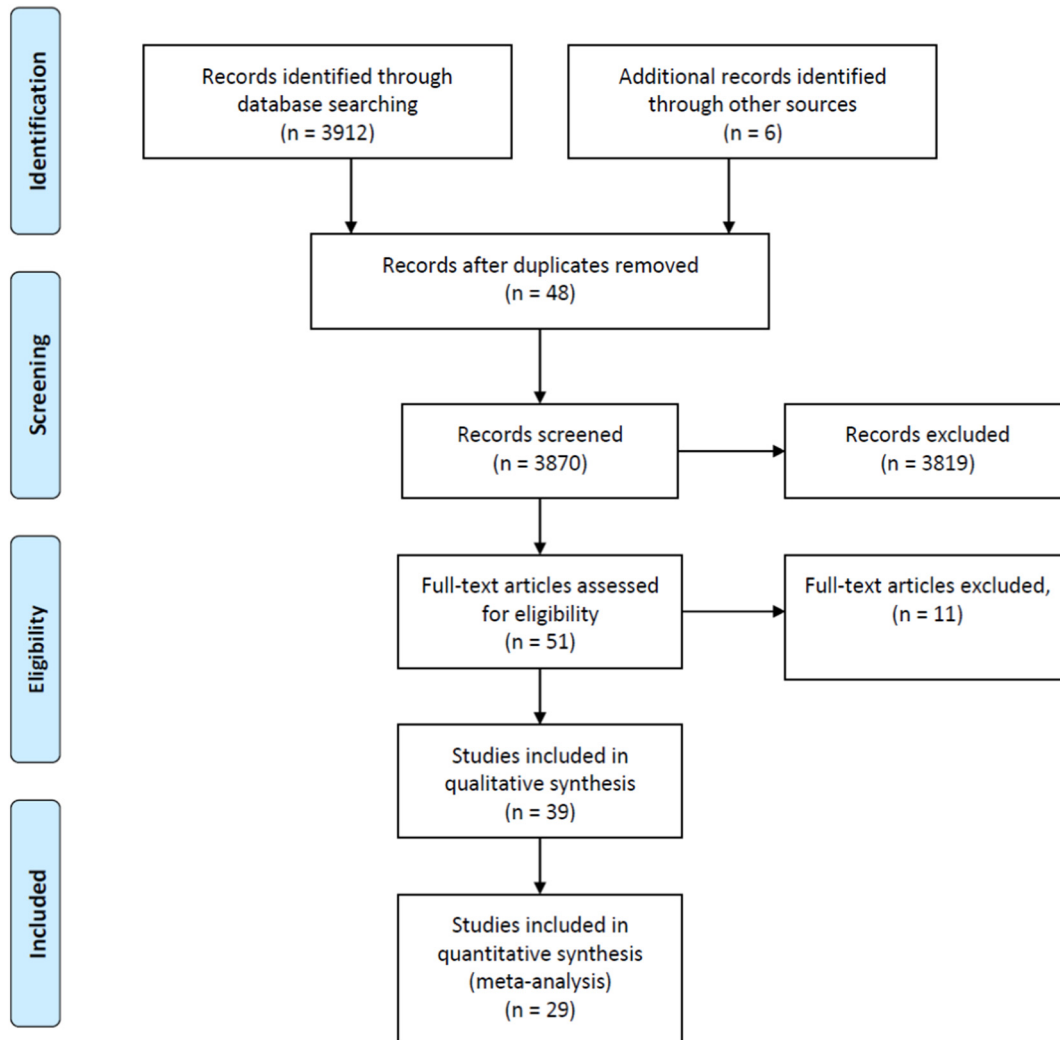 Identification
Records identified through
database searching
(n = 3912)
Additional records identified
through other sources
(n = 6)
Records after duplicates removed
(n = 48)
Screening
Records screened
(n = 3870)
Records excluded
(n = 3819)
Eligibility
Full-text articles assessed
for eligibility
(n = 51)
Full-text articles excluded,
(n = 11)
Studies included in
qualitative synthesis
(n = 39)
Included
Studies included in
quantitative synthesis
(meta-analysis)
(n = 29)